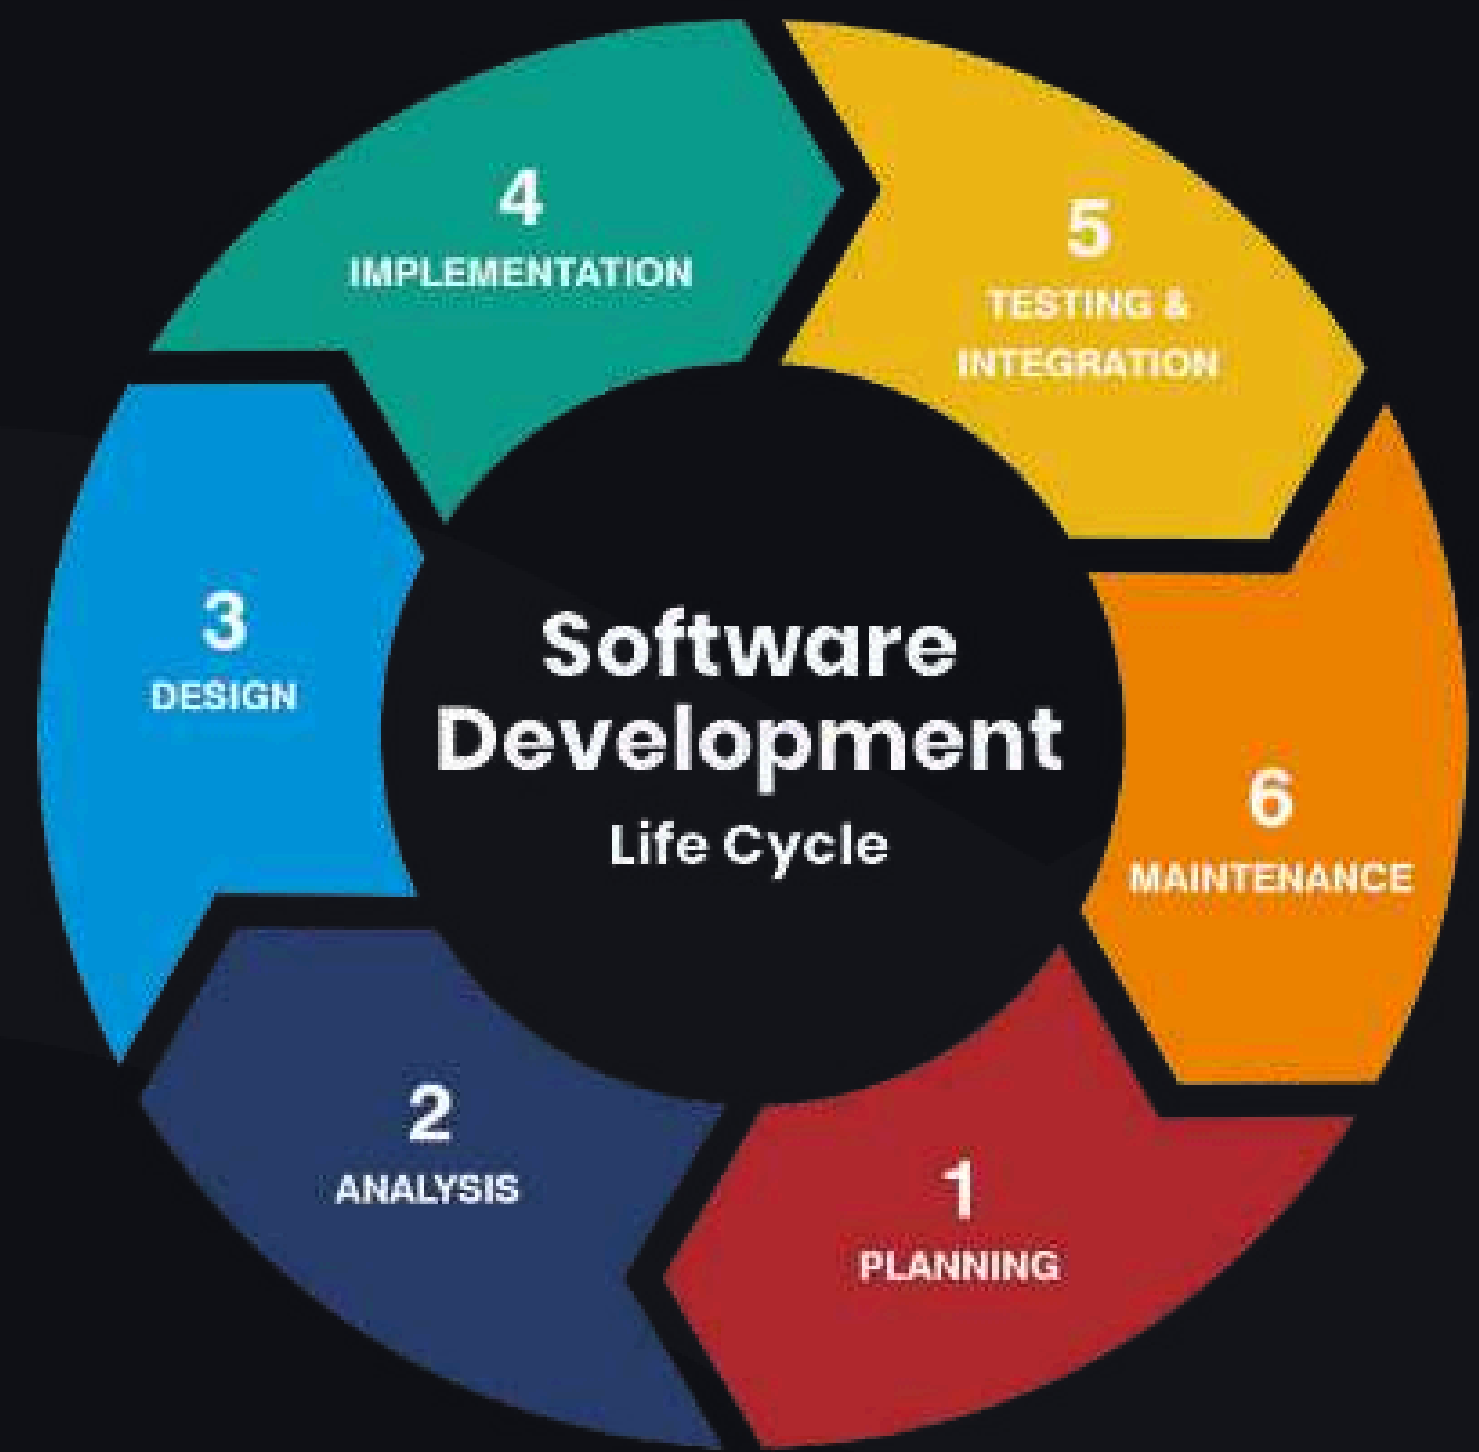 4
IMPLEMENTATION
5
TESTING &
INTEGRATION
3
DESIGN
Software
Development
Life Cycle
6
MAINTENANCE
2
ANALYSIS
1
PLANNING